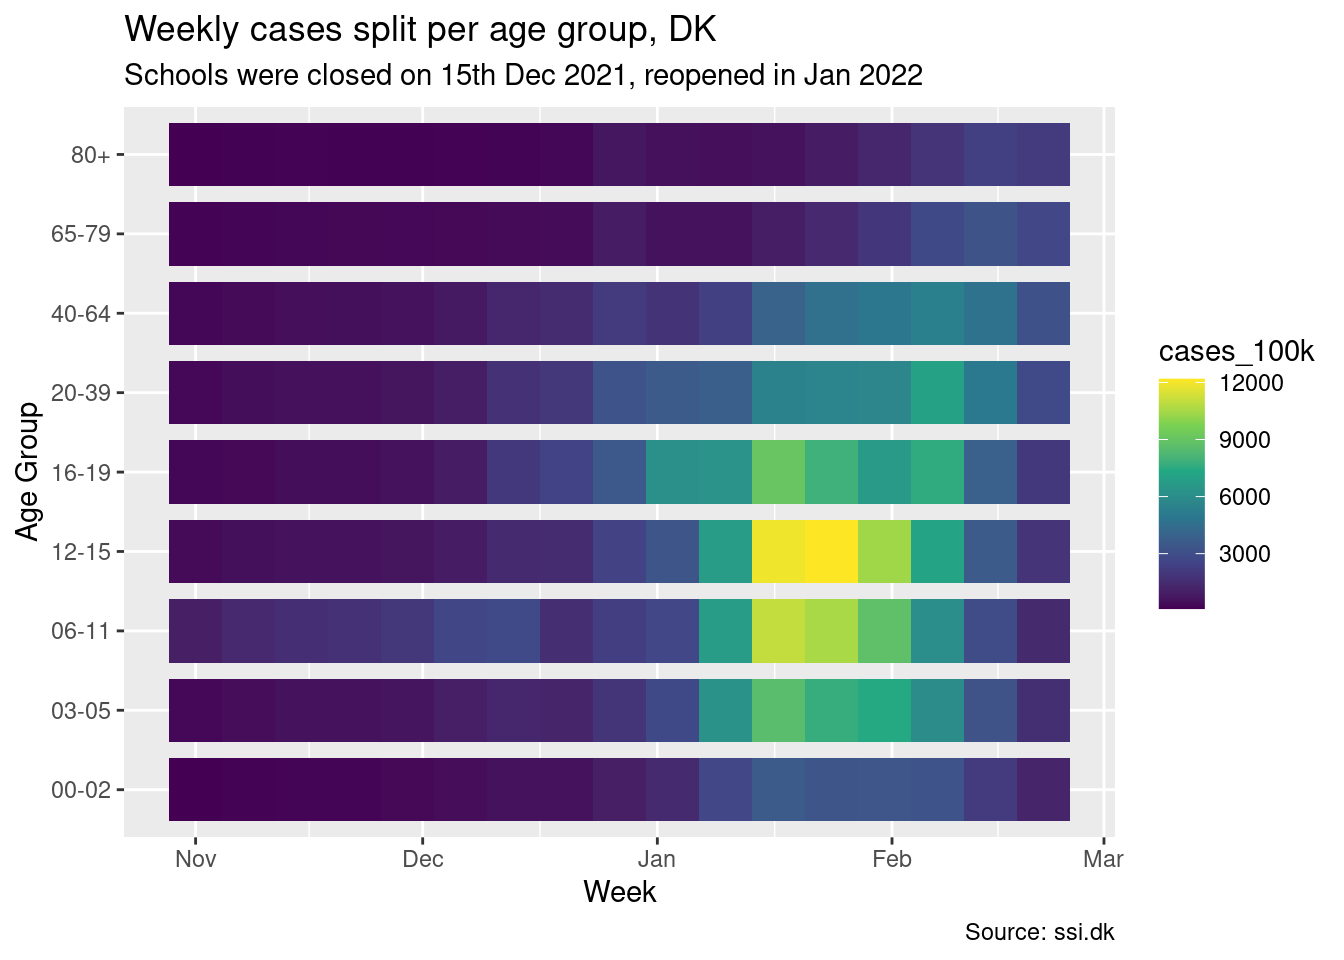 Weekly cases split per age group, DK
Schools were closed on 15th Dec 2021, reopened in Jan 2022
Age Group
80+
65-79
40-64
20-39
16-19
12-15
06-11
03-05
00-02
Nov Dec Jan Feb Mar
Week
cases_100k
12000
9000
6000
3000
Source: ssi.dk